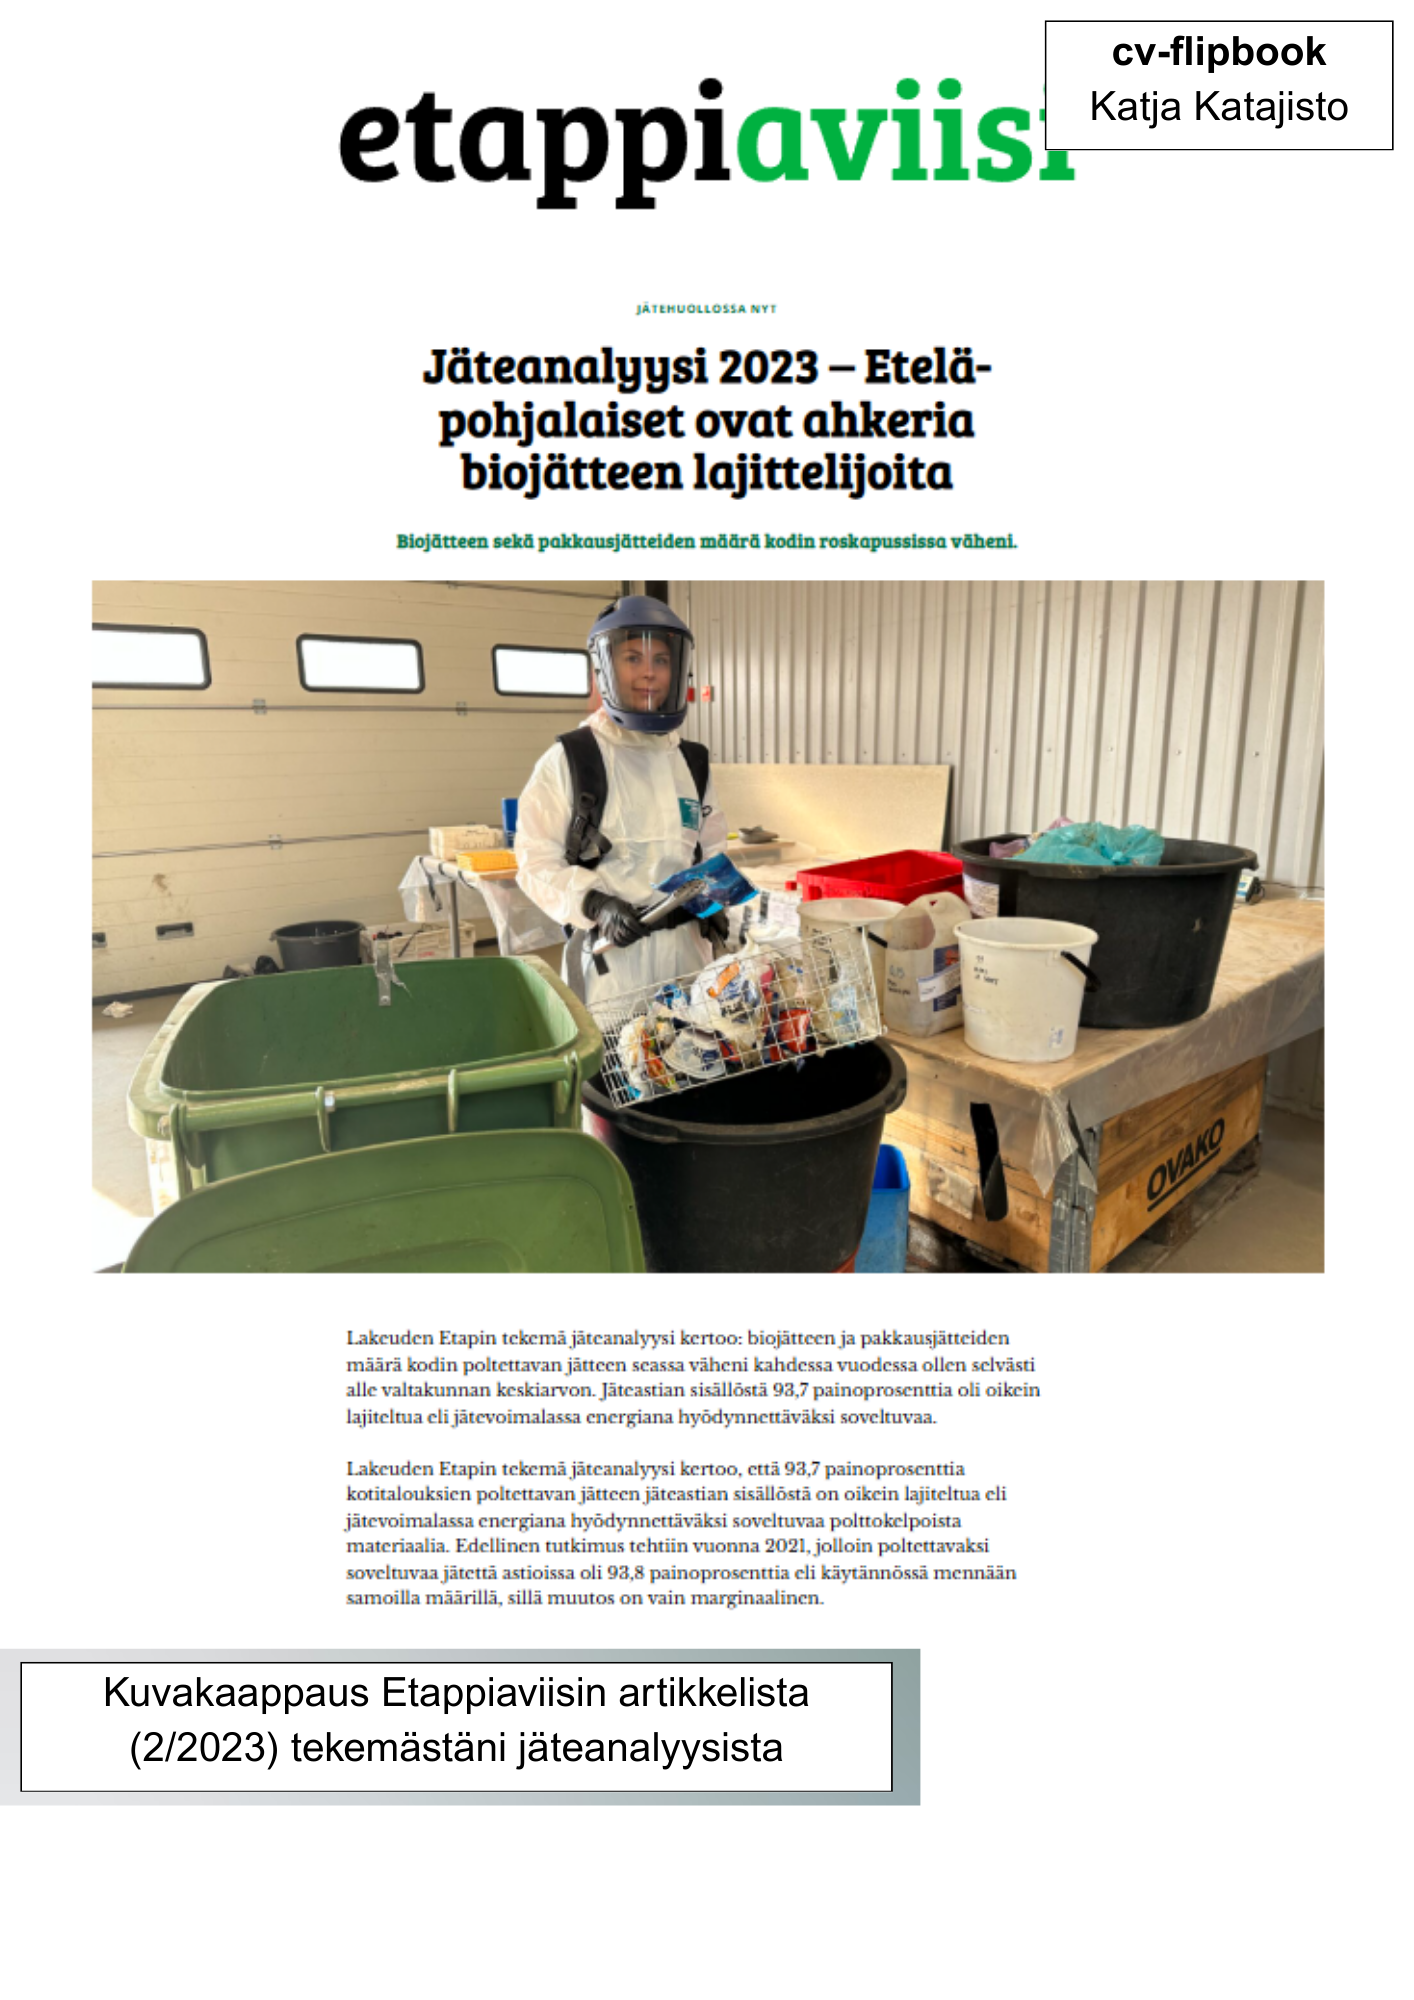 cv-flipbook
Katja Katajisto
etappiaviisi
JÄTEHUOLLOSSA NYT
Jäteanalyysi 2023 – Etelä-
pohjalaiset ovat ahkeria
biojätteen lajittelijoita
Biojätteen sekä pakkausjätteiden määrä kodin roskapussissa väheni.
OVAKO
Lakeuden Etapin tekemä jäteanalyysi kertoo: biojätteen ja pakkausjätteiden
määrä kodin poltettavan jätteen seassa väheni kahdessa vuodessa ollen selvästi
alle valtakunnan keskiarvon. Jäteastian sisällöstä 93,7 painoprosenttia oli oikein
lajiteltua eli jätevoimalassa energiana hyödynnettäväksi soveltuvaa.
Lakeuden Etapin tekemä jäteanalyysi kertoo, että 93,7 painoprosenttia
kotitalouksien poltettavan jätteen jäteastian sisällöstä on oikein lajiteltua eli
jätevoimalassa energiana hyödynnettäväksi soveltuvaa polttokelpoista
materiaalia. Edellinen tutkimus tehtiin vuonna 2021, jolloin poltettavaksi
soveltuvaa jätettä astioissa oli 93,8 painoprosenttia eli käytännössä mennään
samoilla määrillä, sillä muutos on vain marginaalinen.
Kuvakaappaus Etappiaviisin artikkelista
(2/2023) tekemästäni jäteanalyysista